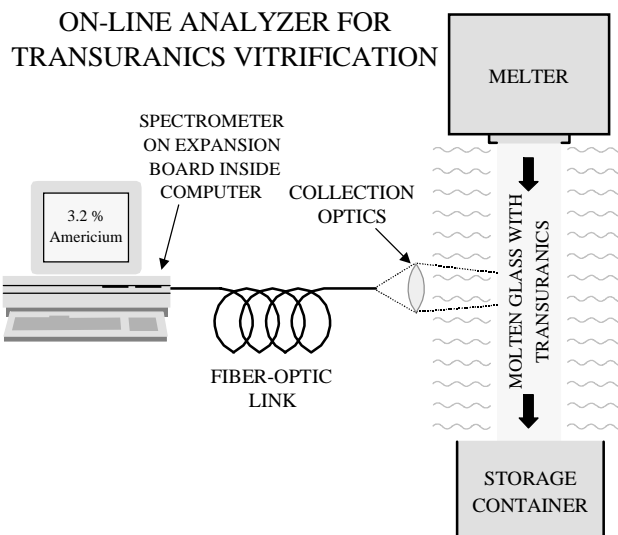 ON-LINE ANALYZER FOR
TRANSURANICS VITRIFICATION
MELTER
SPECTROMETER
ON EXPANSION
BOARD INSIDE
COMPUTER
COLLECTION
OPTICS
3.2 %
Americium
MOLTEN GLASS WITH
TRANSURANICS
FIBER-OPTIC
LINK
STORAGE
CONTAINER